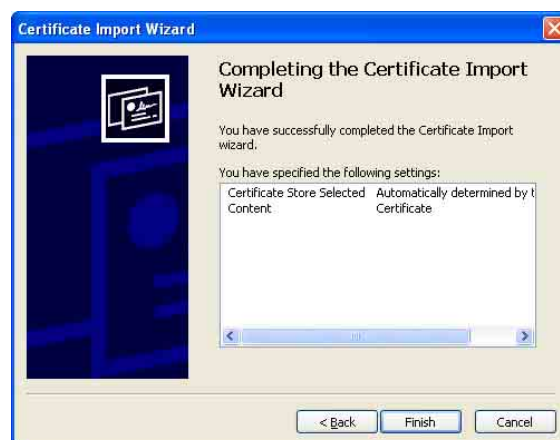 Certificate Import Wizard
Completing the Certificate Import
Wizard
You have successfully completed the Certificate Import
wizard.
You have specified the following settings:
Certificate Store Selected Automatically determined by t
Content Certificate
< Back Finish Cancel